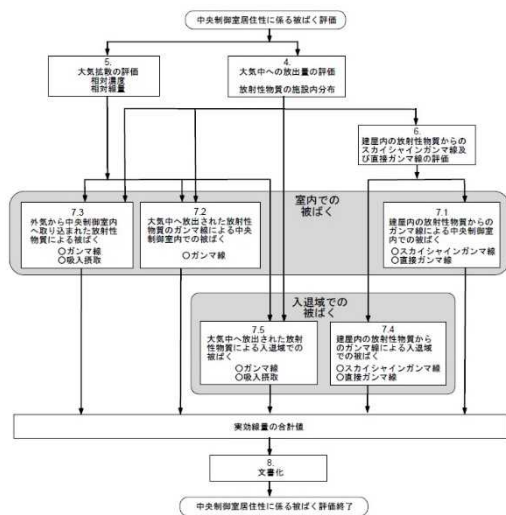 中央制御室居住性に係る被ばく評価
5.
大気拡散の評価
相対濃度
相対線量
4.
大気中への放出量の評価
放射性物質の施設内分布
6.
建屋内の放射性物質からの
スカイシャインガンマ線及
び直接ガンマ線の評価
室内での
被ばく
7.3
外気から中央制御室内
へ取り込まれた放射性
物質による被ばく
○ガンマ線
○吸入摂取
7.2
大気中へ放出された放射性
物質のガンマ線による中央
制御室内での被ばく
○ガンマ線
7.1
建屋内の放射性物質からの
ガンマ線による中央制御室
内での被ばく
○スカイシャインガンマ線
○直接ガンマ線
入退域での
被ばく
7.5
大気中へ放出された放射
性物質による入退域での
被ばく
○ガンマ線
○吸入摂取
7.4
建屋内の放射性物質から
のガンマ線による入退域
での被ばく
○スカイシャインガンマ線
○直接ガンマ線
実効線量の合計値
8.
文書化
中央制御室居住性に係る被ばく評価終了